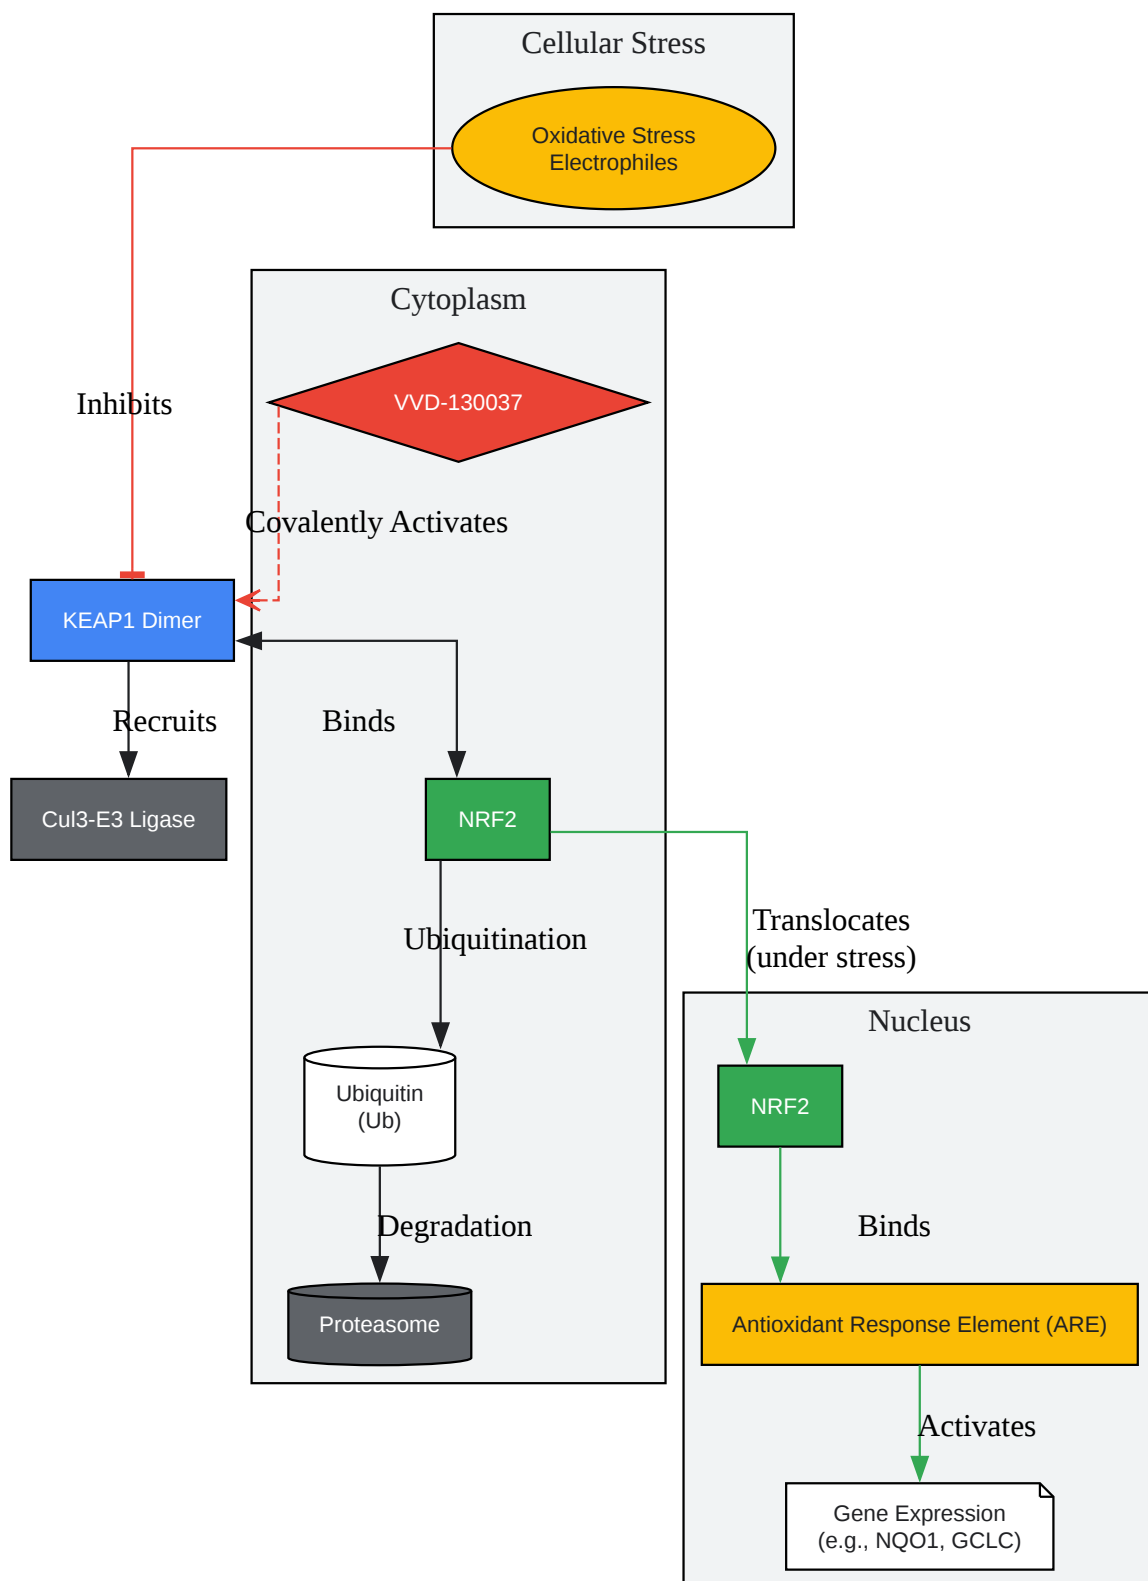 Cellular Stress
Oxidative Stress
Electrophiles
Cytoplasm
VVD-130037
Inhibits
Covalently Activates
KEAP1 Dimer
Recruits
Binds
Cul3-E3 Ligase
NRF2
Ubiquitination
Translocates
(under stress)
Nucleus
Ubiquitin
(Ub)
NRF2
Degradation
Binds
Proteasome
Antioxidant Response Element (ARE)
Activates
Gene Expression
(e.g., NQO1, GCLC)